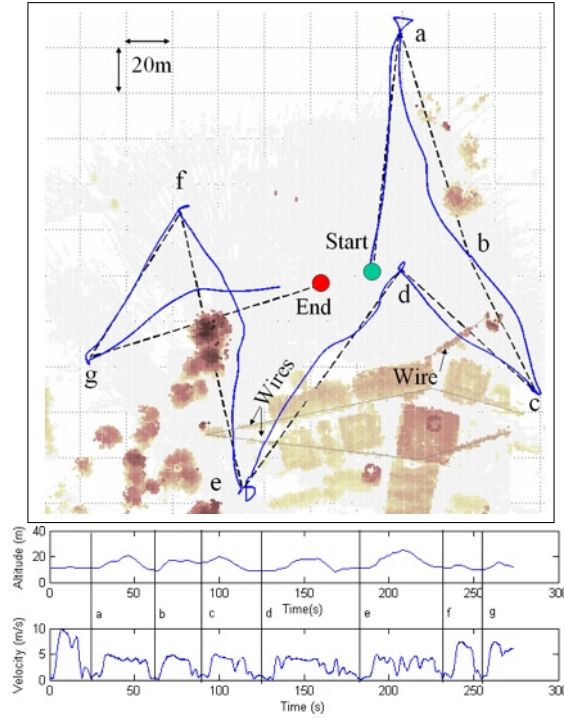 a
20m
f
b
Start
d
End
g
Wires
Wire
c
e
Altitude (m)
40
20
0
0 50 100 150 200 250 300
a b c d Time(s) e f g
Velocity (m/s)
10
5
0
0 50 100 150 200 250 300
Time (s)